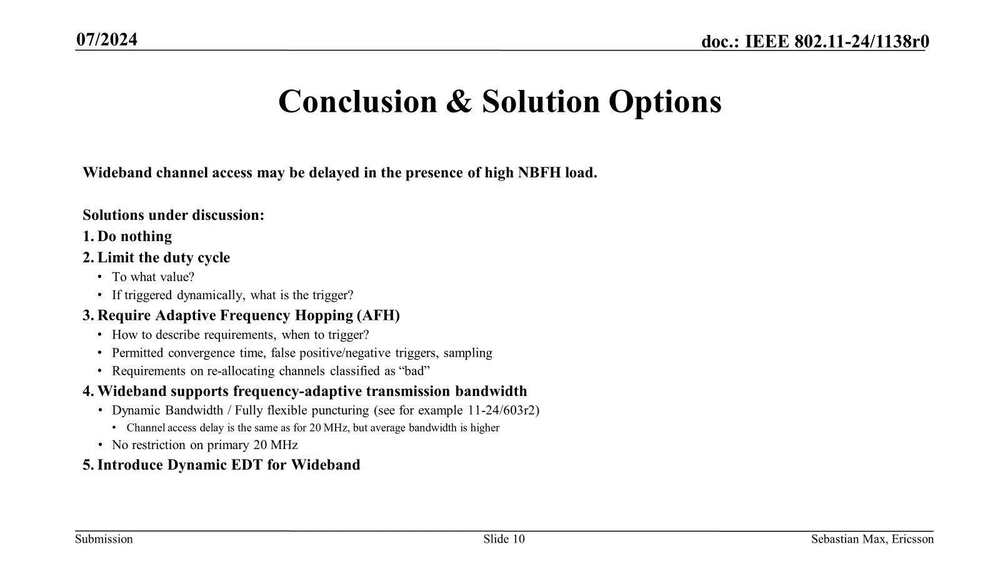 07/2024
doc.: IEEE 802.11-24/1138r0
Conclusion & Solution Options
Wideband channel access may be delayed in the presence of high NBFH load.
Solutions under discussion:
1. Do nothing
2. Limit the duty cycle
• To what value?
• If triggered dynamically, what is the trigger?
3. Require Adaptive Frequency Hopping (AFH)
• How to describe requirements, when to trigger?
• Permitted convergence time, false positive/negative triggers, sampling
• Requirements on re-allocating channels classified as “bad”
4. Wideband supports frequency-adaptive transmission bandwidth
• Dynamic Bandwidth / Fully flexible puncturing (see for example 11-24/603r2)
• Channel access delay is the same as for 20 MHz, but average bandwidth is higher
• No restriction on primary 20 MHz
5. Introduce Dynamic EDT for Wideband
Submission
Slide 10
Sebastian Max, Ericsson